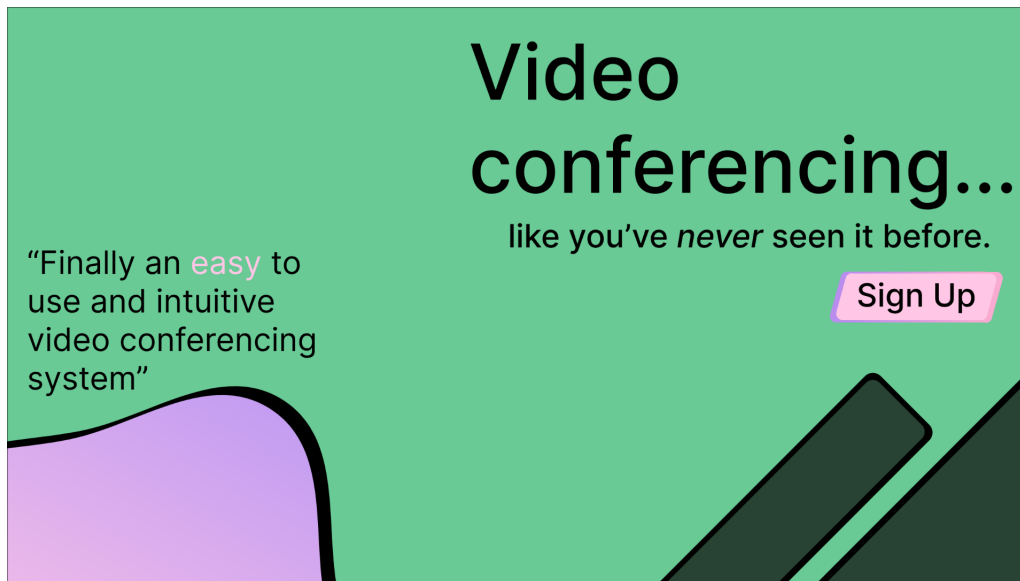 Video
conferencing...
like you’ve never seen it before.
Sign Up
“Finally an easy to
use and intuitive
video conferencing
system”